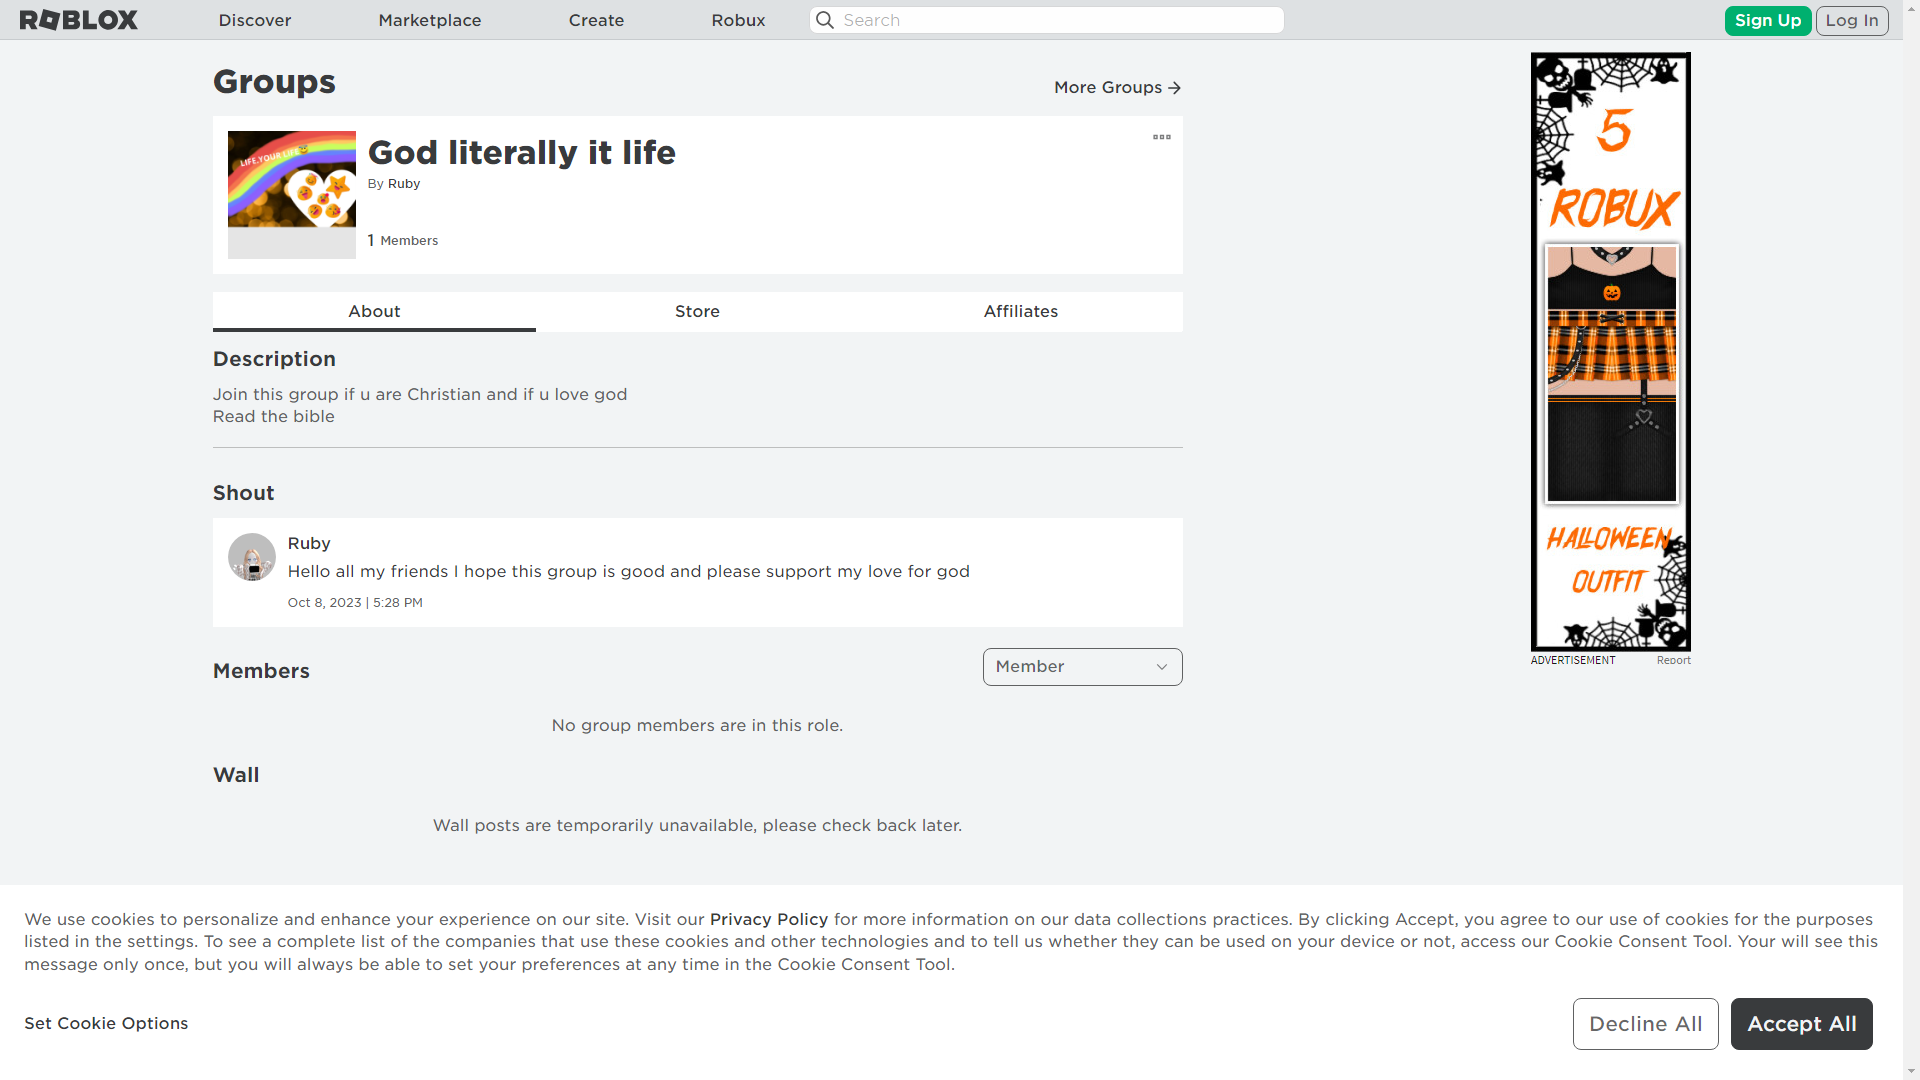 ROBLOX
Discover
Marketplace
Create
Robux
Search
Sign Up
Log In
Groups
More Groups →
LIFE,YOUR LIFE
God literally it life
By Ruby
1 Members
About
Store
Affiliates
Description
Join this group if u are Christian and if u love god
Read the bible
Shout
Ruby
Hello all my friends I hope this group is good and please support my love for god
Oct 8, 2023 | 5:28 PM
Members
Member
No group members are in this role.
Wall
Wall posts are temporarily unavailable, please check back later.
5
ROBUX
HALLOWEEN
OUTFIT
ADVERTISEMENT
Report
We use cookies to personalize and enhance your experience on our site. Visit our Privacy Policy for more information on our data collections practices. By clicking Accept, you agree to our use of cookies for the purposes
listed in the settings. To see a complete list of the companies that use these cookies and other technologies and to tell us whether they can be used on your device or not, access our Cookie Consent Tool. Your will see this
message only once, but you will always be able to set your preferences at any time in the Cookie Consent Tool.
Set Cookie Options
Decline All
Accept All